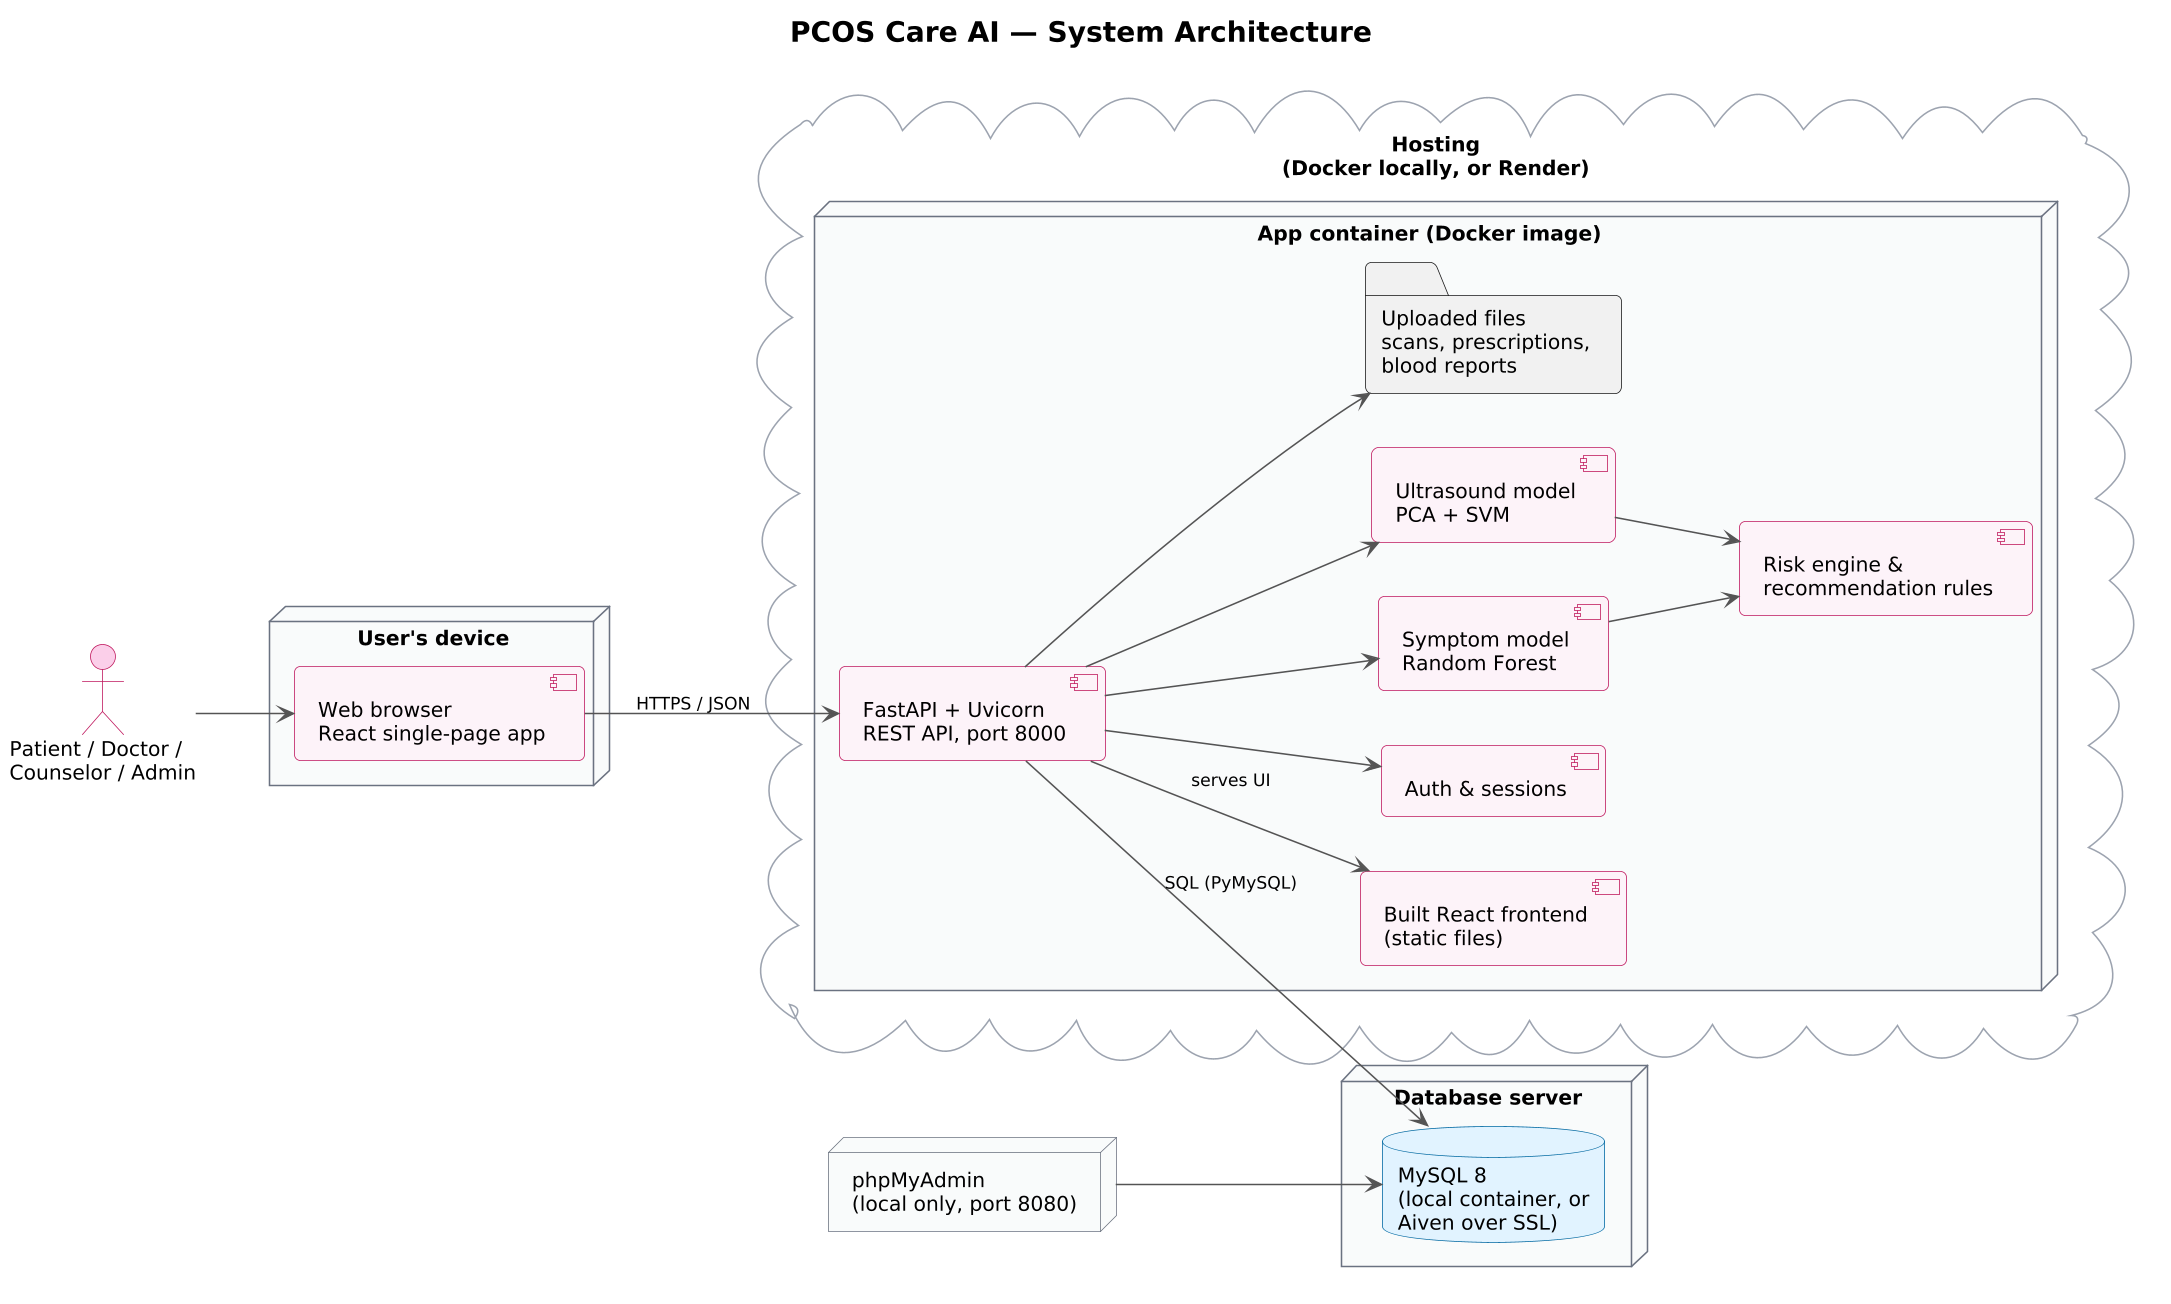 PCOS Care AI — System Architecture
Hosting
(Docker locally, or Render)
App container (Docker image)
Uploaded files
scans, prescriptions,
blood reports
Ultrasound model
PCA + SVM
Risk engine &
recommendation rules
Symptom model
Random Forest
User's device
Web browser
React single-page app
Patient / Doctor /
Counselor / Admin
HTTPS / JSON
FastAPI + Uvicorn
REST API, port 8000
Auth & sessions
serves UI
SQL (PyMySQL)
Built React frontend
(static files)
Database server
MySQL 8
(local container, or
Aiven over SSL)
phpMyAdmin
(local only, port 8080)